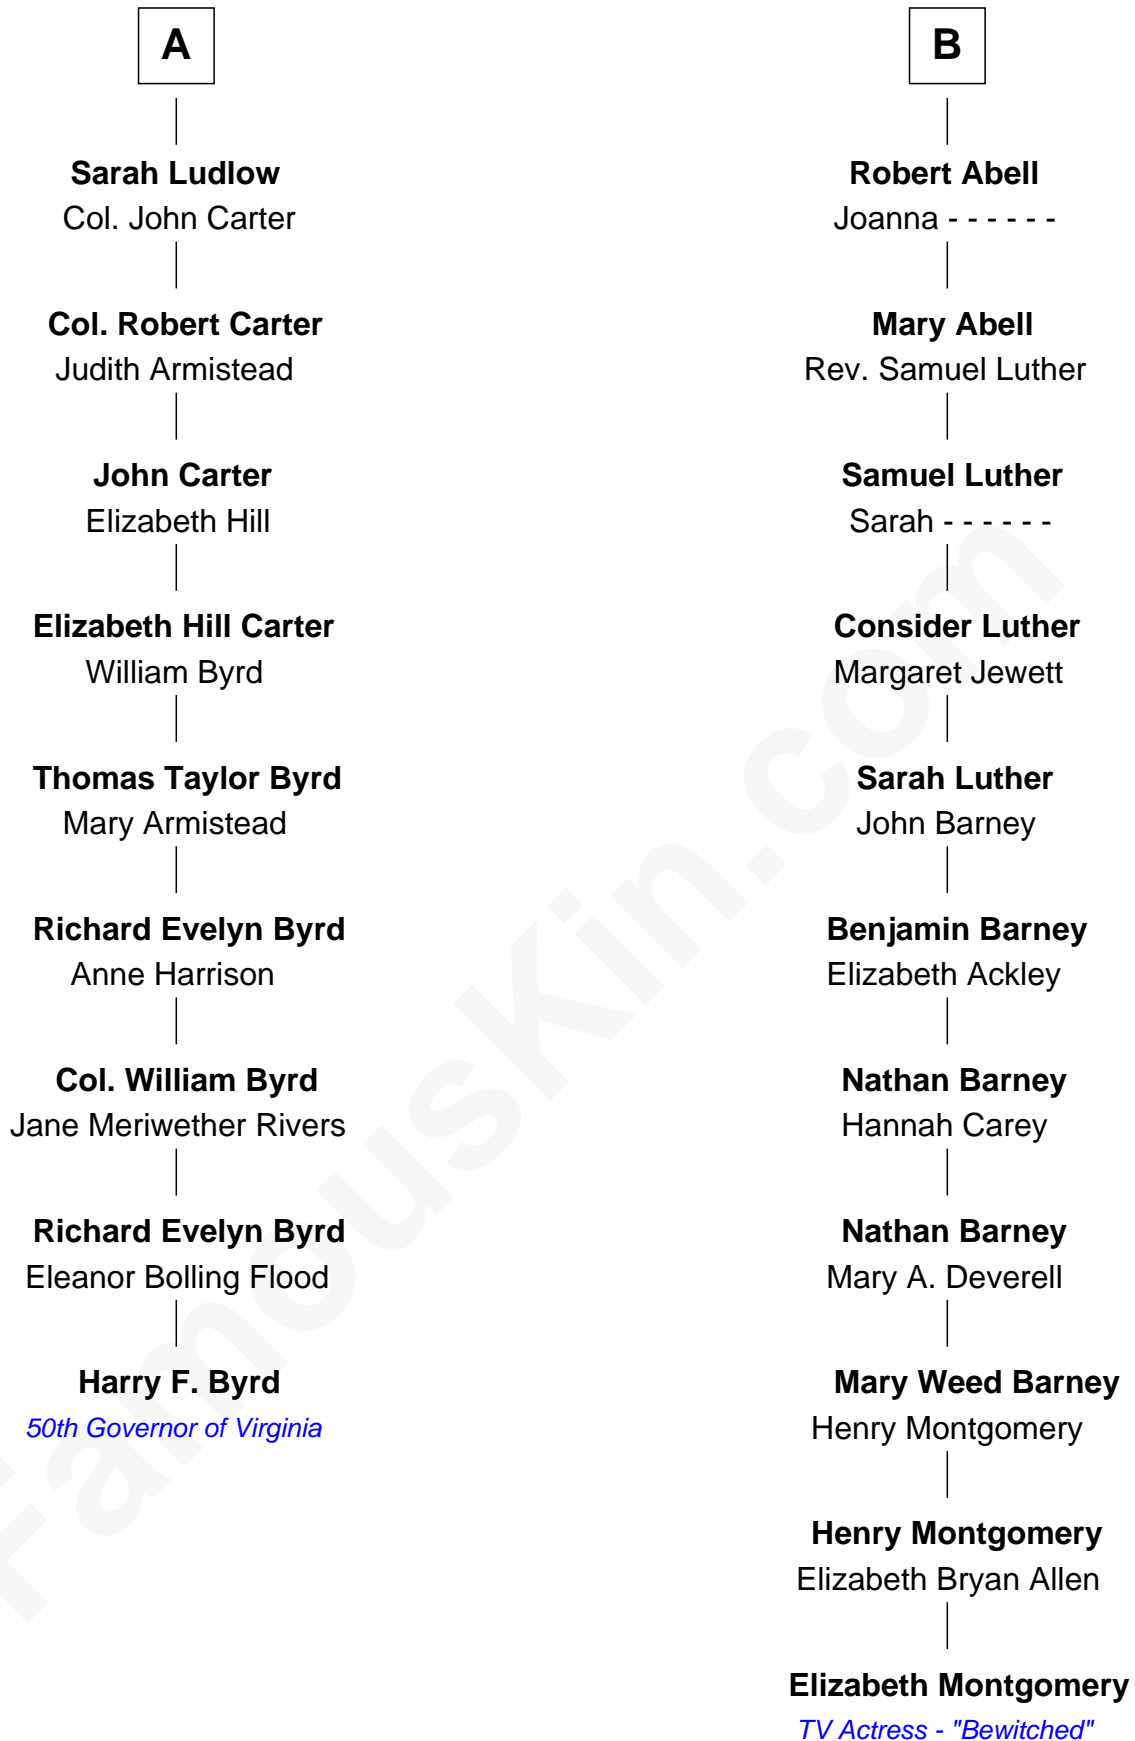 A
Sarah Ludlow
Col. John Carter
Col. Robert Carter
Judith Armistead
John Carter
Elizabeth Hill
Elizabeth Hill Carter
William Byrd
Thomas Taylor Byrd
Mary Armistead
Richard Evelyn Byrd
Anne Harrison
Col. William Byrd
Jane Meriwether Rivers
Richard Evelyn Byrd
Eleanor Bolling Flood
Harry F. Byrd
50th Governor of Virginia
B
Robert Abell
Joanna - - - - - -
Mary Abell
Rev. Samuel Luther
Samuel Luther
Sarah - - - - - -
Consider Luther
Margaret Jewett
Sarah Luther
John Barney
Benjamin Barney
Elizabeth Ackley
Nathan Barney
Hannah Carey
Nathan Barney
Mary A. Deverell
Mary Weed Barney
Henry Montgomery
Henry Montgomery
Elizabeth Bryan Allen
Elizabeth Montgomery
TV Actress - "Bewitched"
FamousKin.com